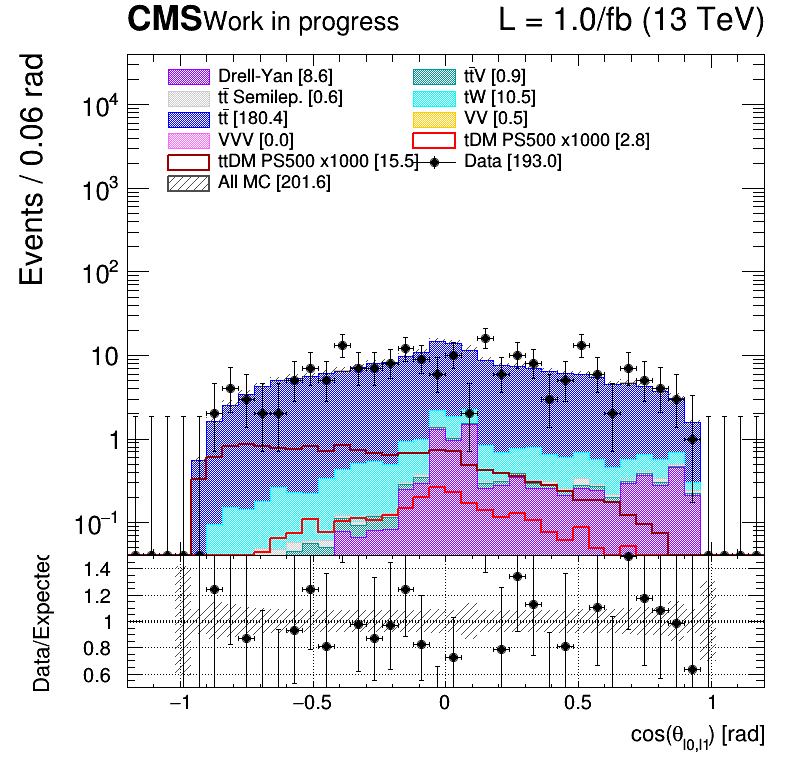 CMS Work in progress L = 1.0/fb (13 TeV)
Events / 0.06 rad
Drell-Yan [8.6] tt̄V [0.9]
tt̄ Semilep. [0.6] tW [10.5]
tt̄ [180.4] VV [0.5]
VVV [0.0] tDM PS500 x1000 [2.8]
ttDM PS500 x1000 [15.5] Data [193.0]
All MC [201.6]
10⁴
10³
10²
10
1
10⁻¹
Data/Expected
1.4
1.2
1
0.8
0.6
−1 −0.5 0 0.5 1
cos(θl0,l1) [rad]